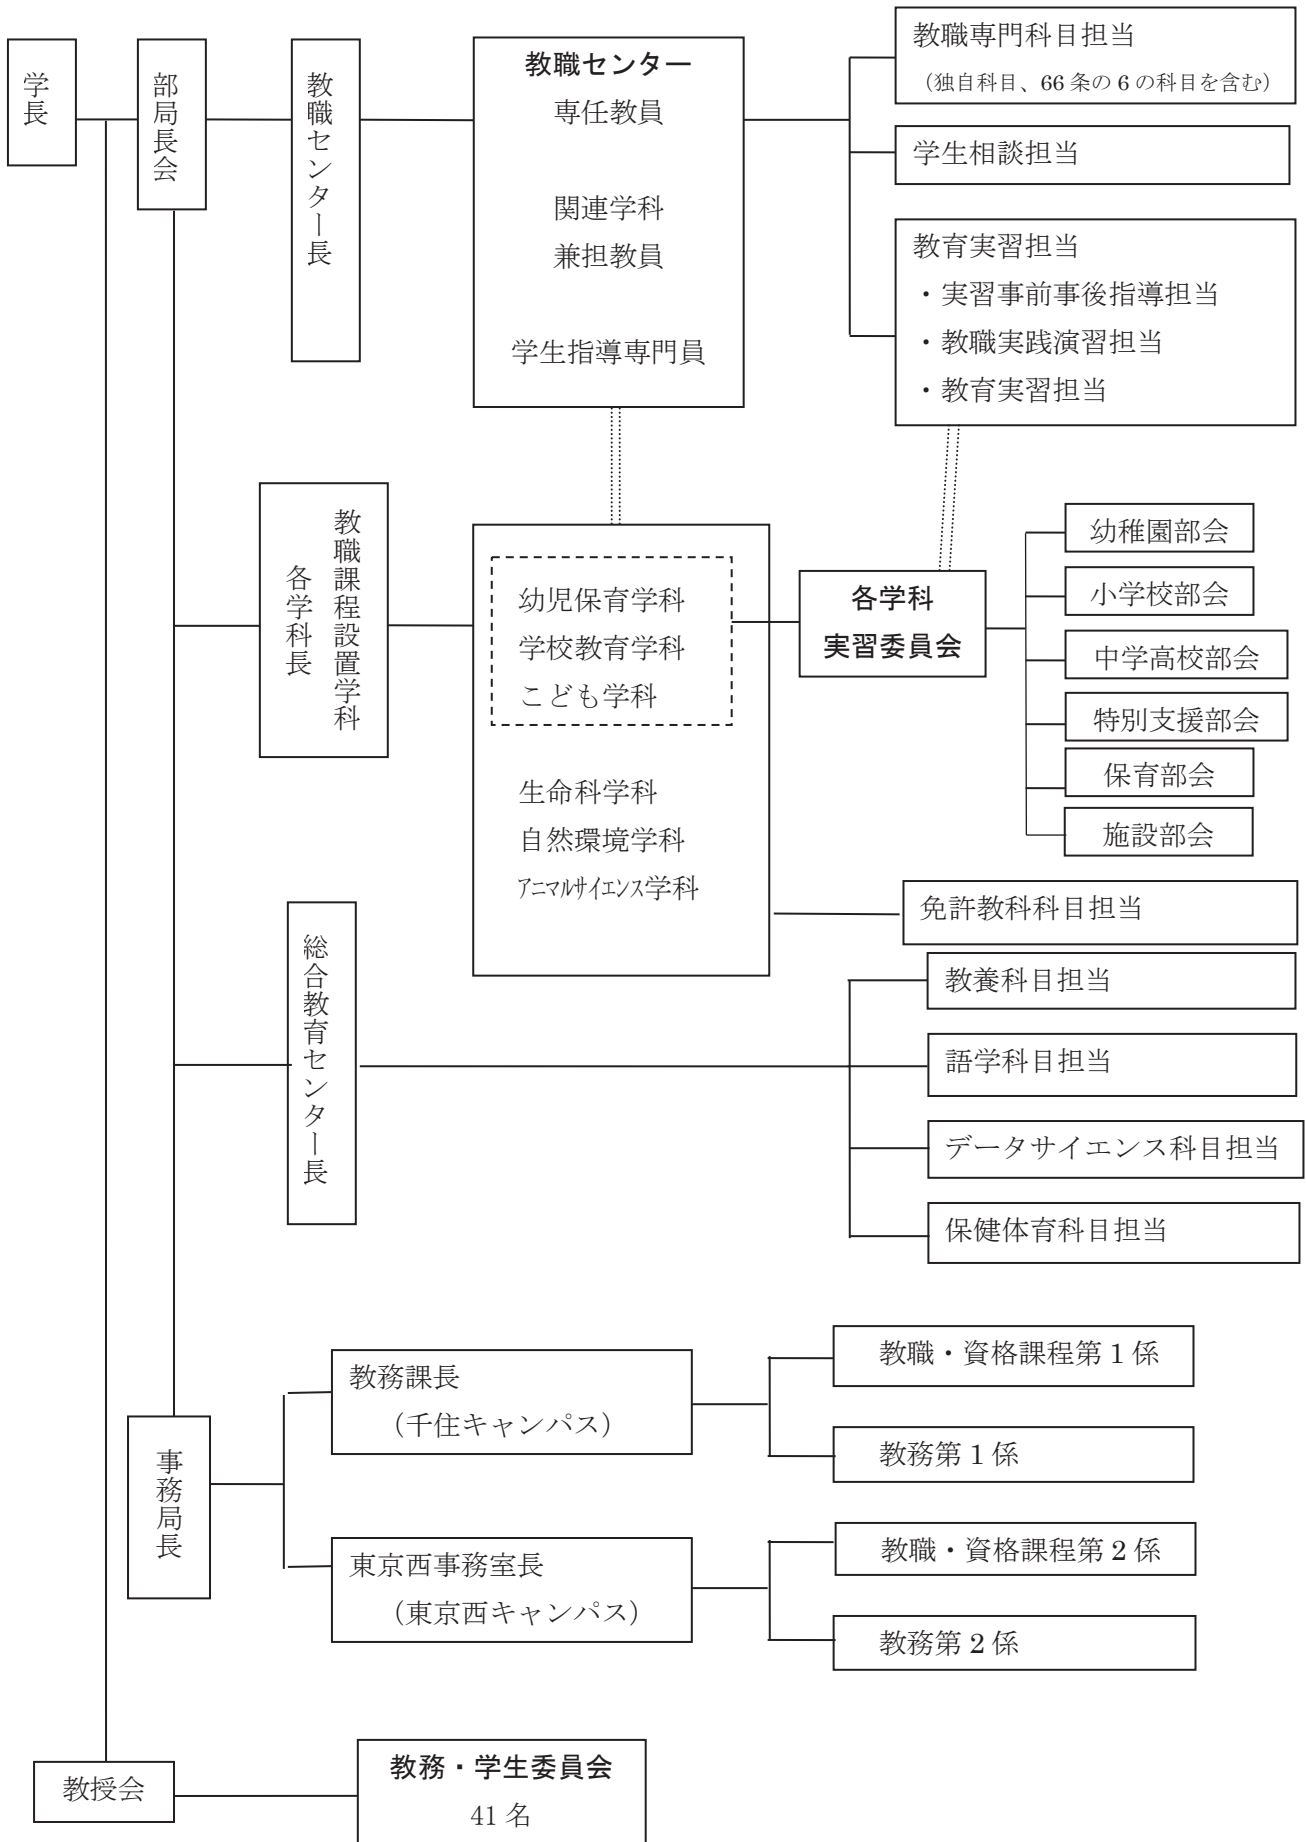 学長
部局長会
教職センター長
教職センター
専任教員
関連学科
兼担教員
学生指導専門員
教職専門科目担当
（独自科目、66 条の 6 の科目を含む）
学生相談担当
教育実習担当
・実習事前事後指導担当
・教職実践演習担当
・教育実習担当
教職課程設置学科
各学科長
幼児保育学科
学校教育学科
こども学科
生命科学科
自然環境学科
アニマルサイエンス学科
各学科
実習委員会
幼稚園部会
小学校部会
中学高校部会
特別支援部会
保育部会
施設部会
免許教科科目担当
総合教育センター長
教養科目担当
語学科目担当
データサイエンス科目担当
保健体育科目担当
事務局長
教務課長
（千住キャンパス）
教職・資格課程第 1 係
教務第 1 係
東京西事務室長
（東京西キャンパス）
教職・資格課程第 2 係
教務第 2 係
教授会
教務・学生委員会
41 名